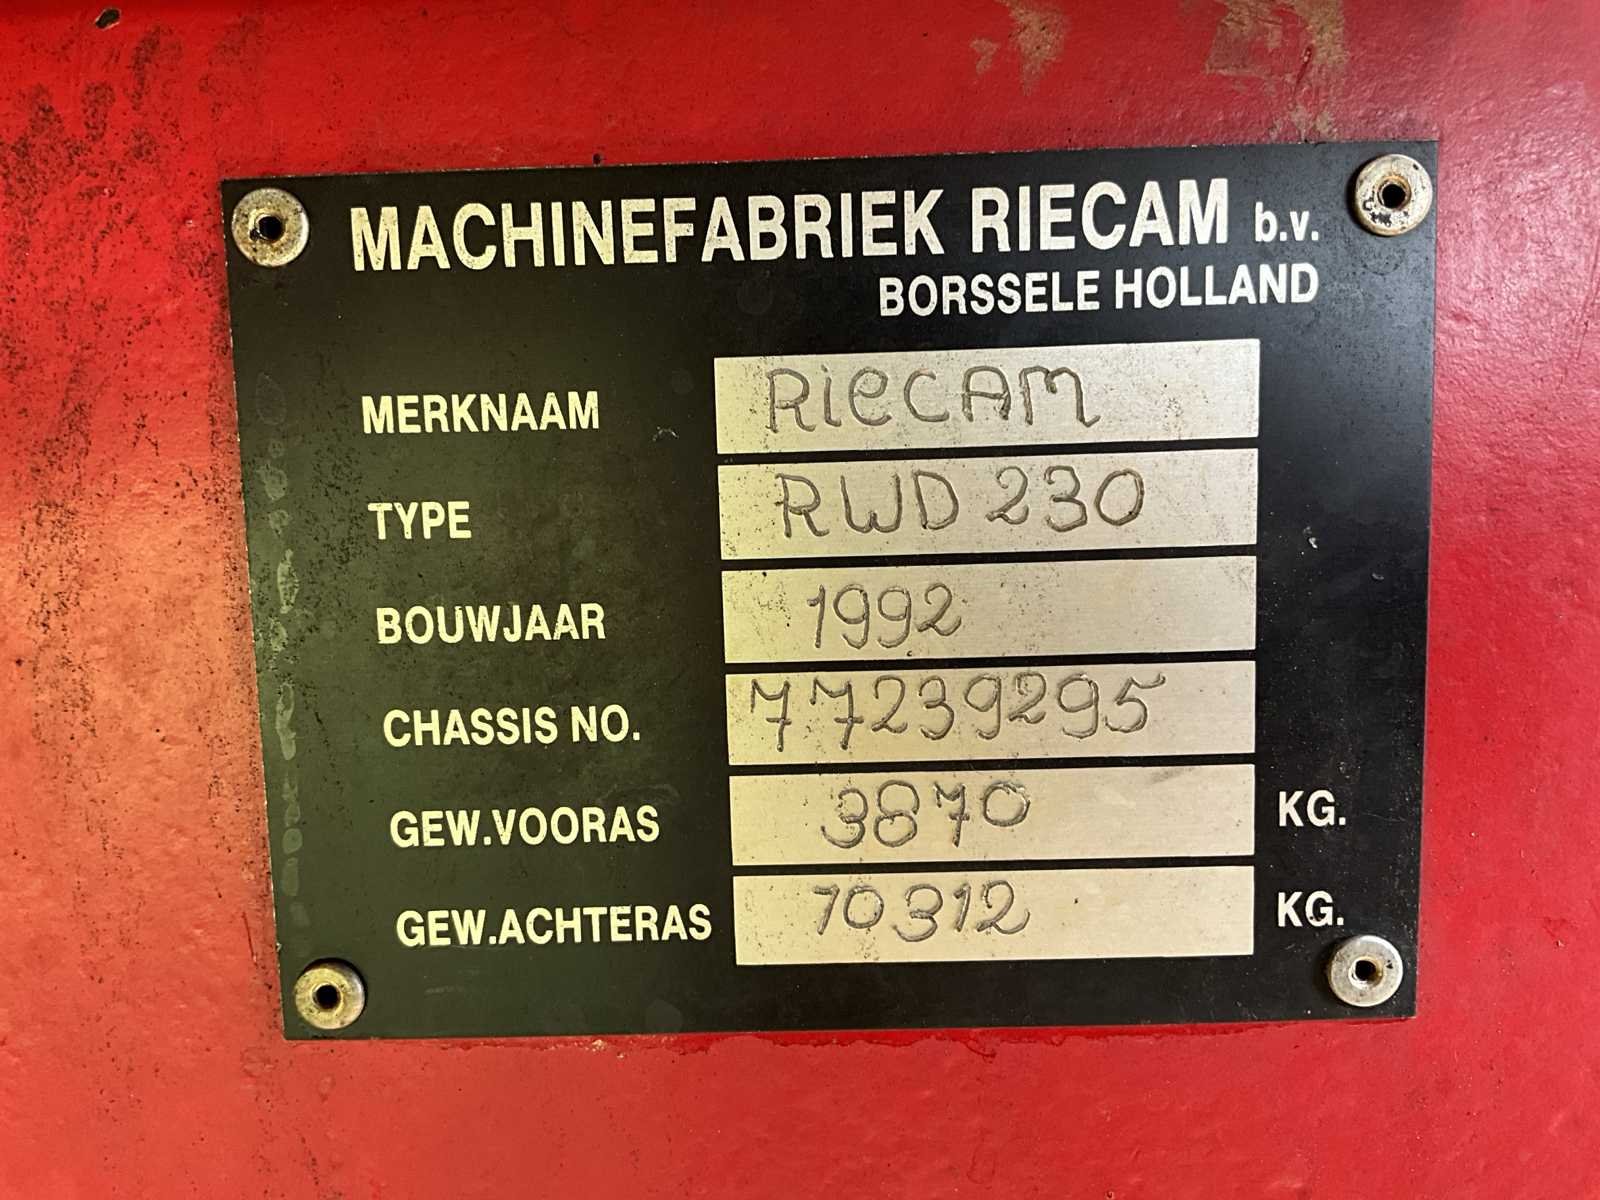 MACHINEFABRIEK RIECAM b.v.
BORSSELE HOLLAND
MERKNAAM RiecAM
TYPE RWD 230
BOUWJAAR 1992
CHASSIS NO. 77239295
GEW.VOORAS 3870 KG.
GEW.ACHTERAS 10312 KG.